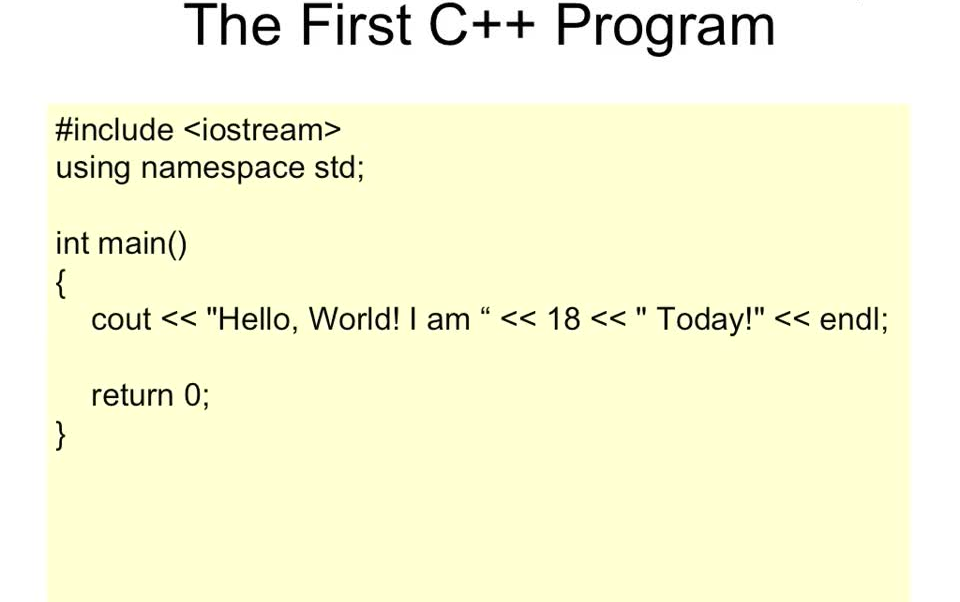 The First C++ Program
#include <iostream>
using namespace std;
int main()
{
cout << "Hello, World! I am “ << 18 << " Today!" << endl;
return 0;
}